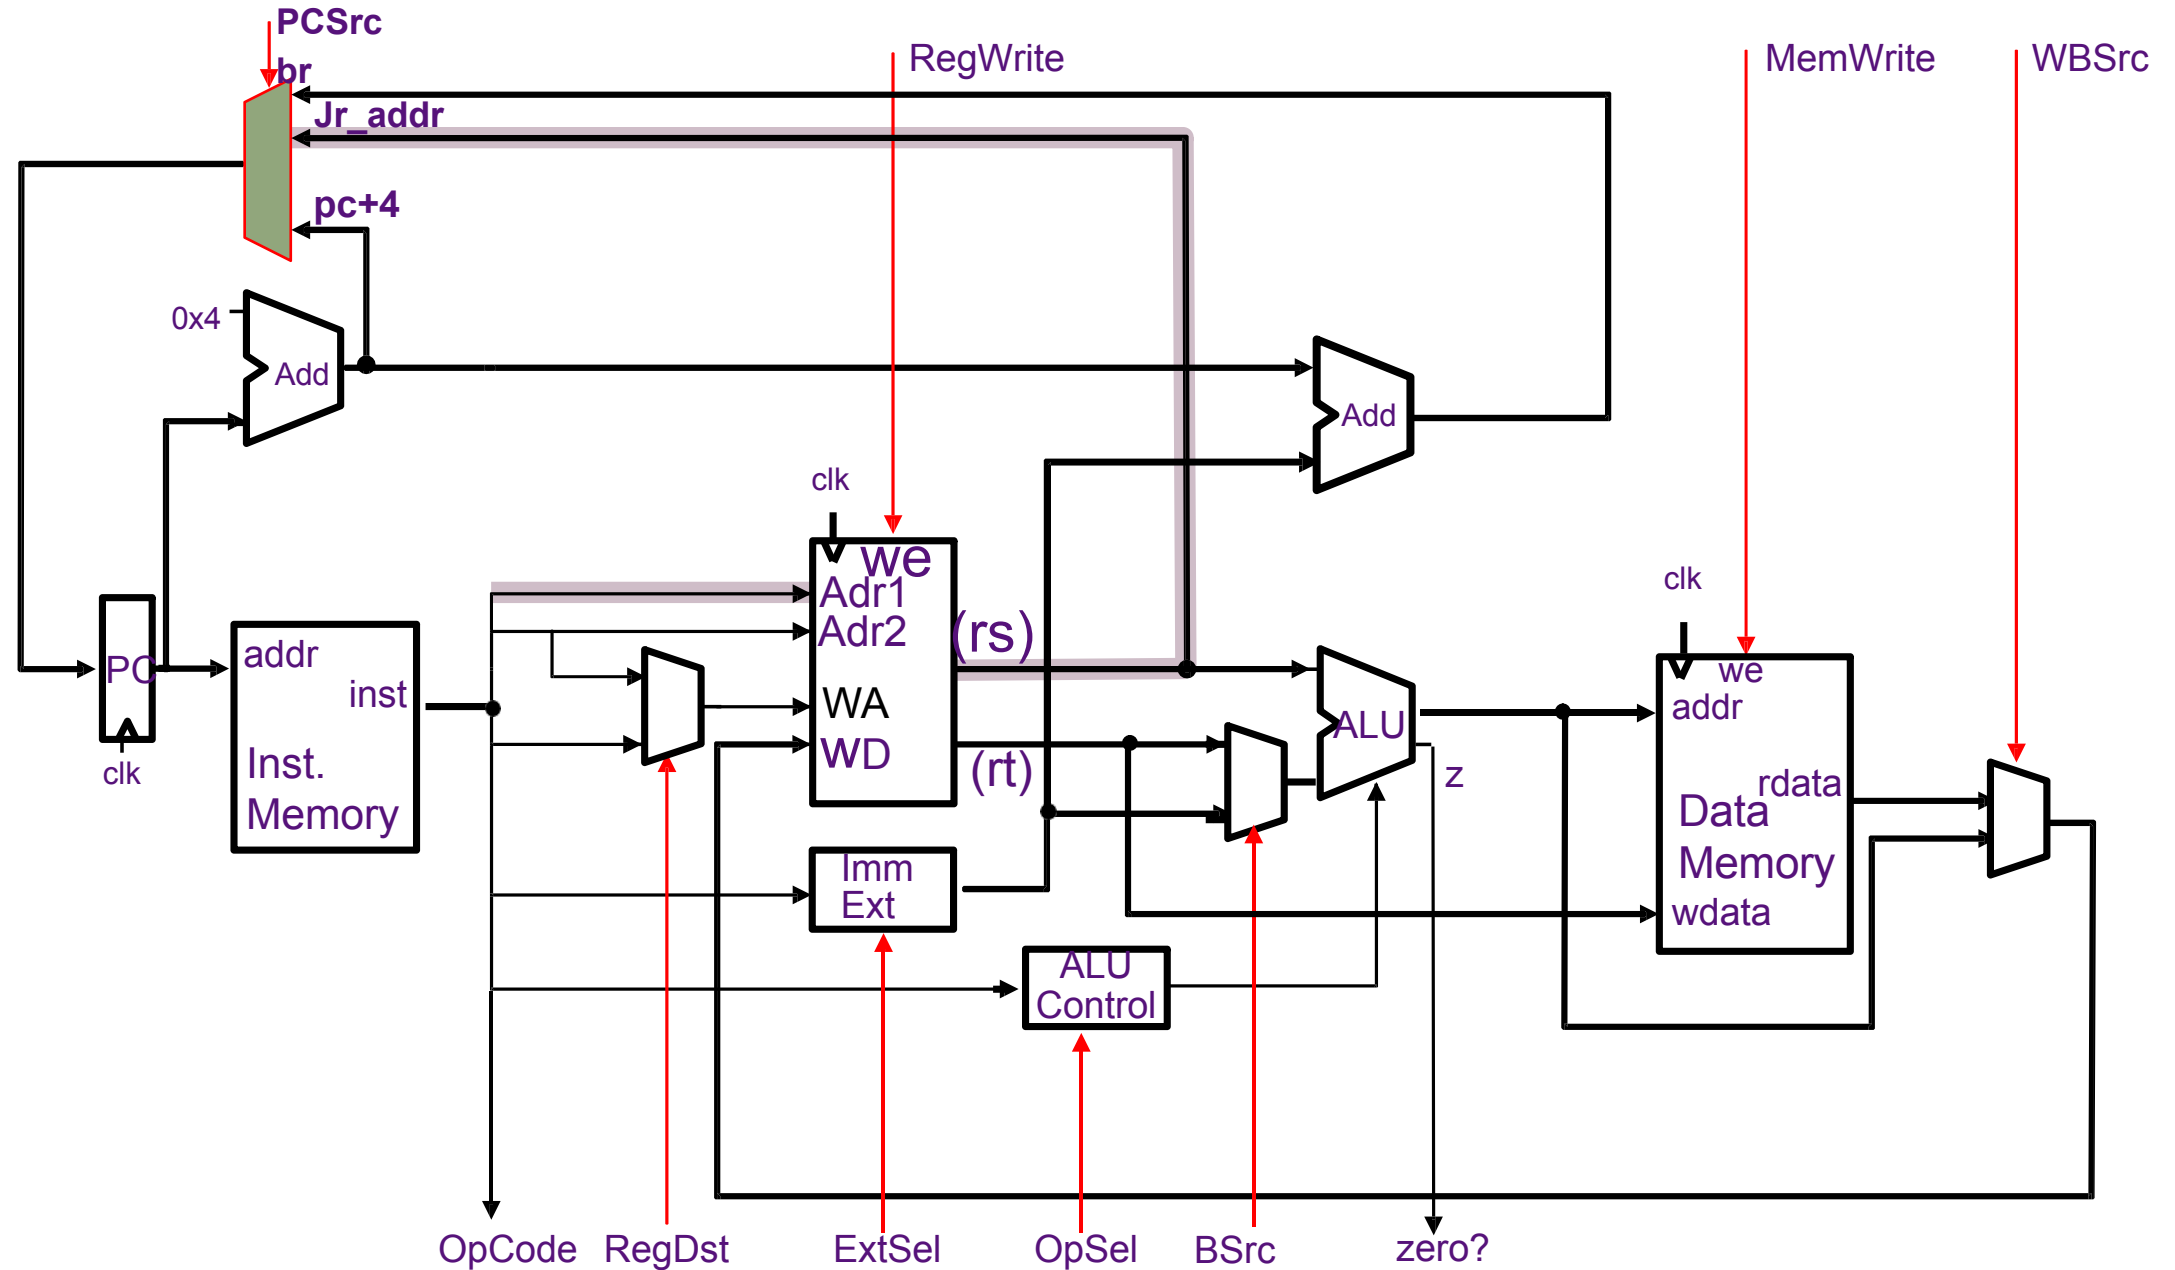 PCSrc
br
RegWrite
MemWrite
WBSrc
Jr_addr
pc+4
0x4
Add
Add
clk
we
Adr1
Adr2
WA
WD
(rs)
(rt)
clk
we
addr
rdata
Data
Memory
wdata
PC
clk
addr
inst
Inst.
Memory
ALU
z
Imm
Ext
ALU
Control
OpCode
RegDst
ExtSel
OpSel
BSrc
zero?